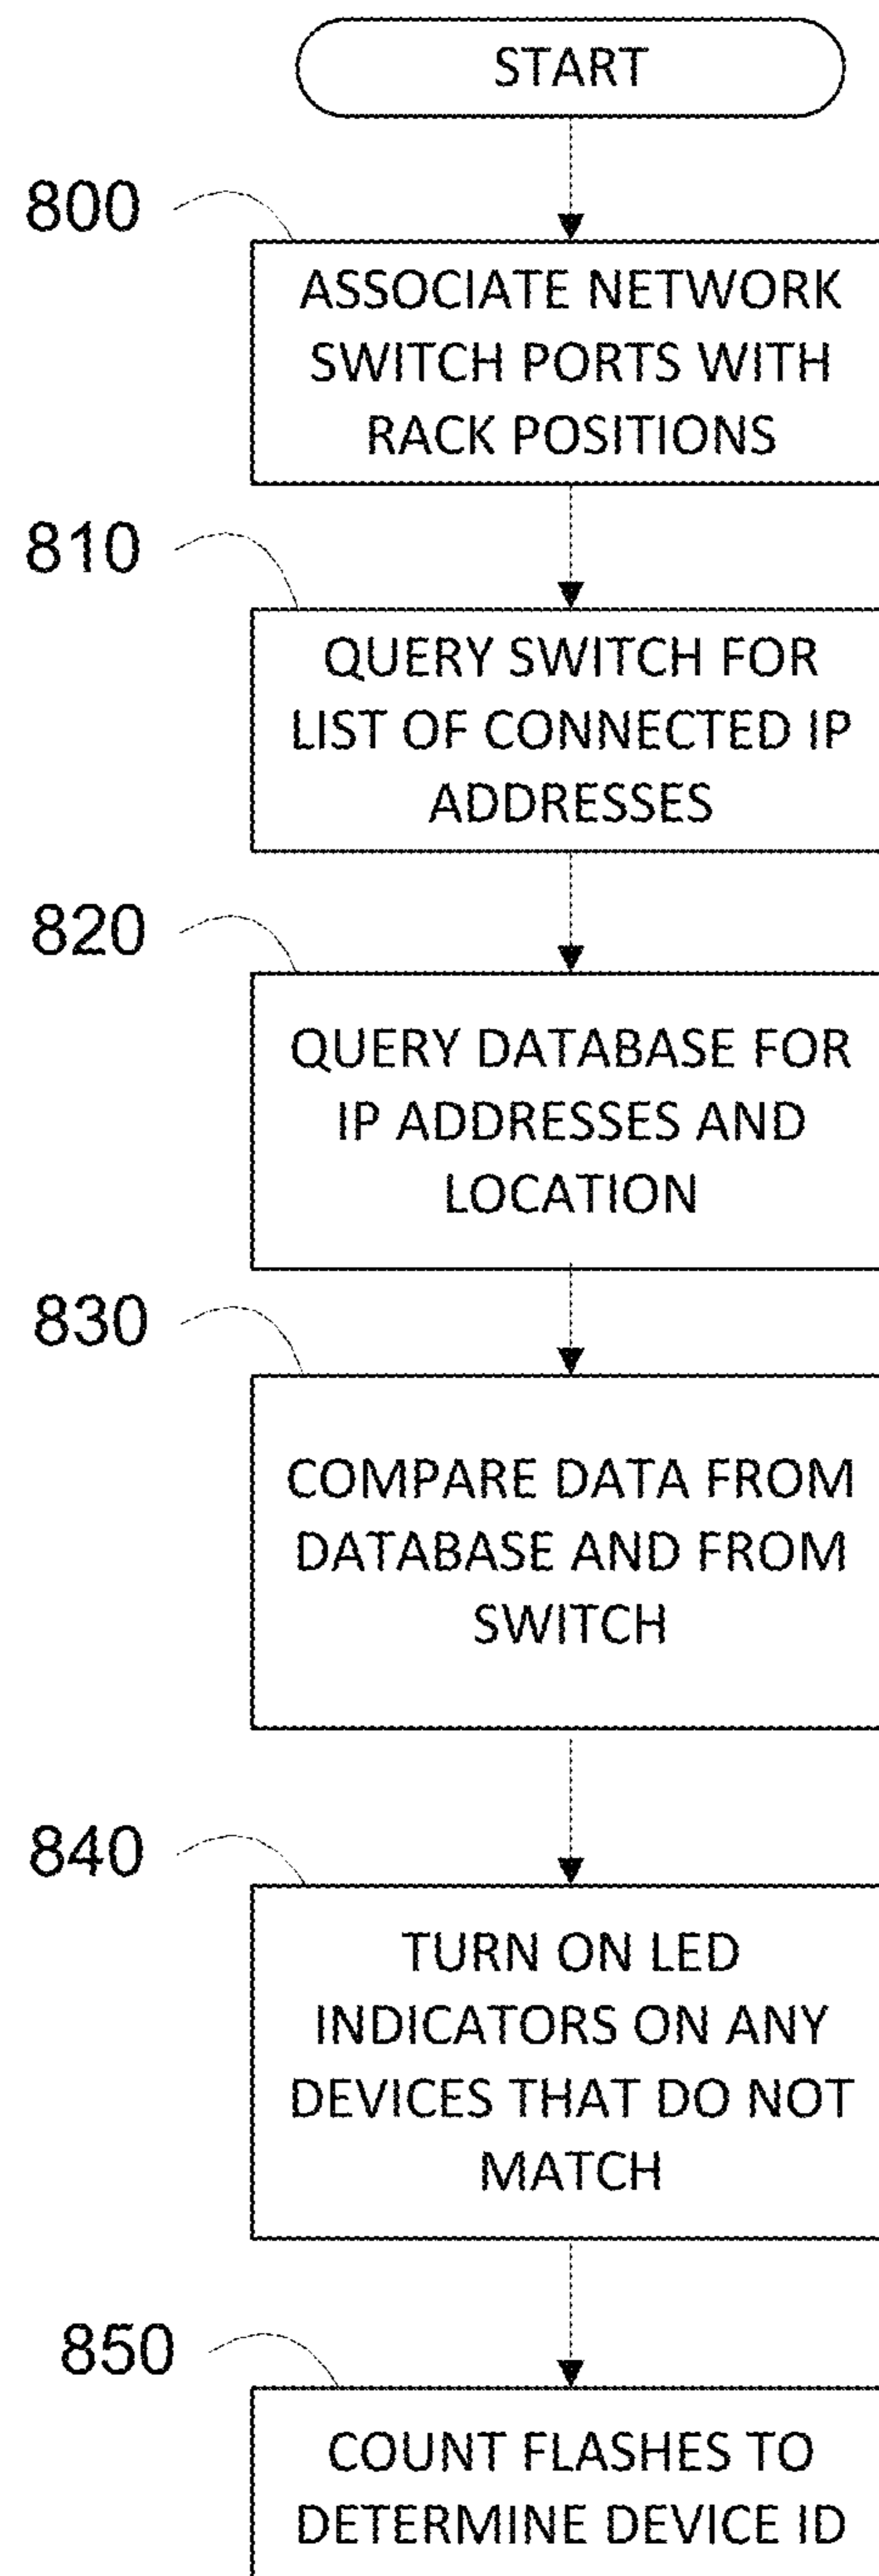 START
800
ASSOCIATE NETWORK
SWITCH PORTS WITH
RACK POSITIONS
810
QUERY SWITCH FOR
LIST OF CONNECTED IP
ADDRESSES
820
QUERY DATABASE FOR
IP ADDRESSES AND
LOCATION
830
COMPARE DATA FROM
DATABASE AND FROM
SWITCH
840
TURN ON LED
INDICATORS ON ANY
DEVICES THAT DO NOT
MATCH
850
COUNT FLASHES TO
DETERMINE DEVICE ID